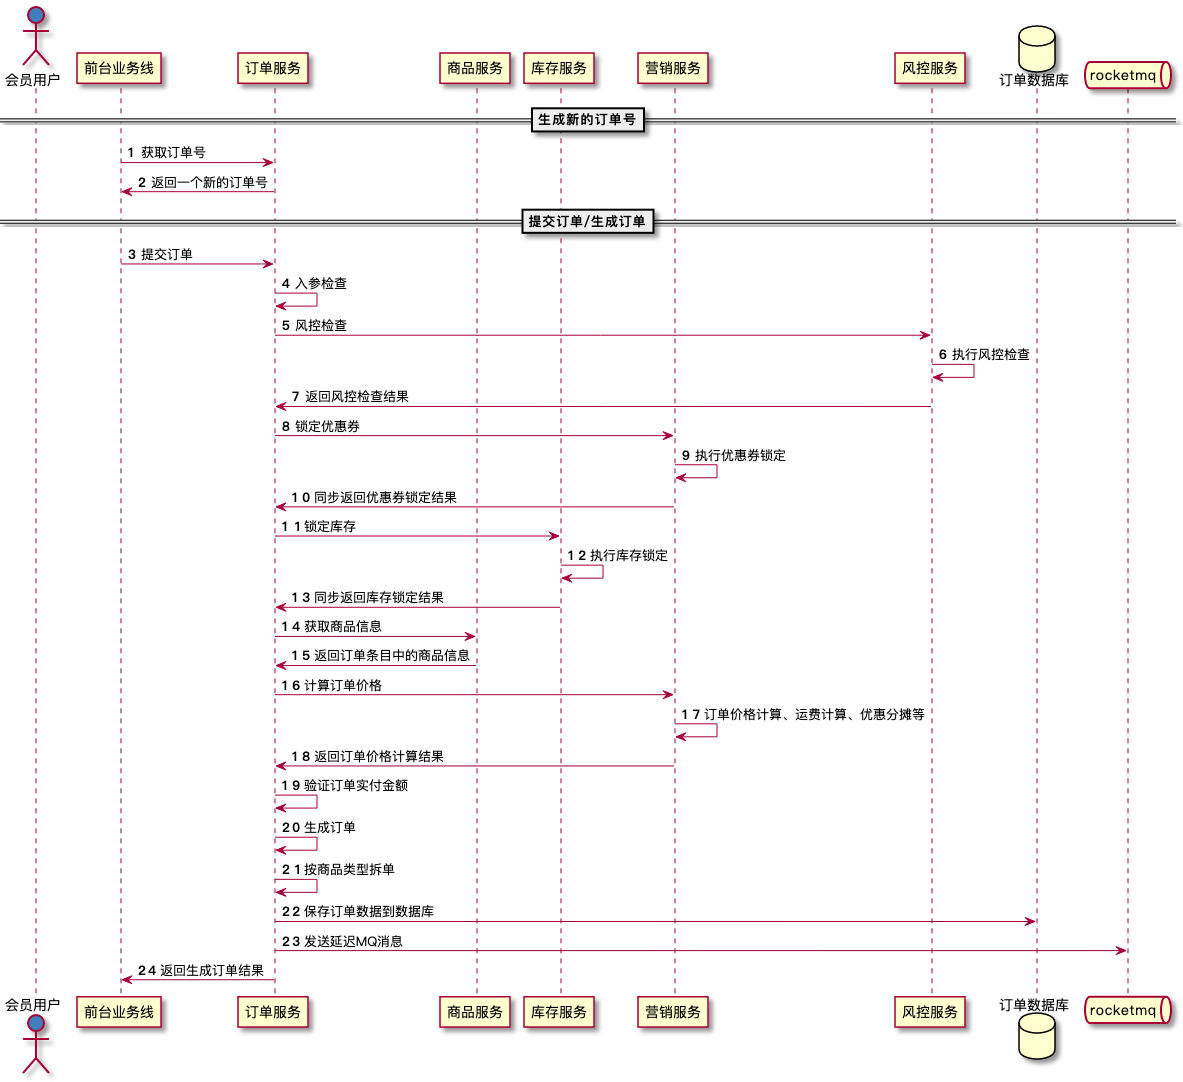 会员用户
前台业务线
订单服务
商品服务
库存服务
营销服务
风控服务
订单数据库
rocketmq
生成新的订单号
1 获取订单号
2 返回一个新的订单号
提交订单/生成订单
3 提交订单
4 入参检查
5 风控检查
6 执行风控检查
7 返回风控检查结果
8 锁定优惠券
9 执行优惠券锁定
10 同步返回优惠券锁定结果
11 锁定库存
12 执行库存锁定
13 同步返回库存锁定结果
14 获取商品信息
15 返回订单条目中的商品信息
16 计算订单价格
17 订单价格计算、运费计算、优惠分摊等
18 返回订单价格计算结果
19 验证订单实付金额
20 生成订单
21 按商品类型拆单
22 保存订单数据到数据库
23 发送延迟MQ消息
24 返回生成订单结果
会员用户
前台业务线
订单服务
商品服务
库存服务
营销服务
风控服务
订单数据库
rocketmq